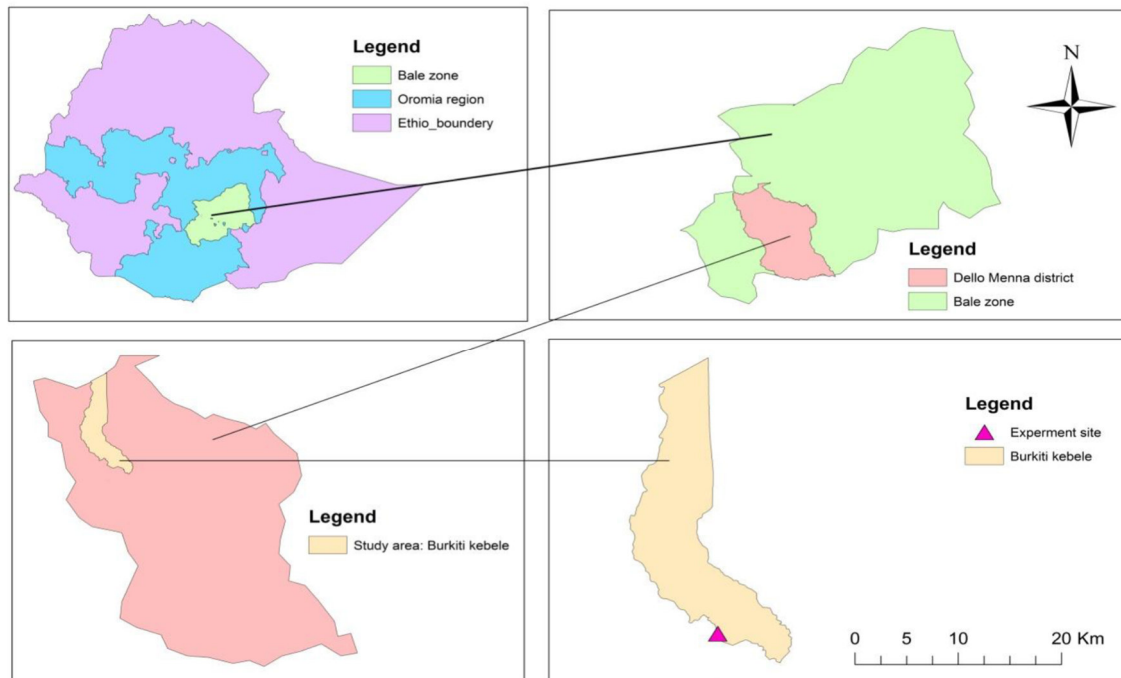 Legend
Bale zone
Oromia region
Ethio_boundery
N
Legend
Dello Menna district
Bale zone
Legend
Study area: Burkiti kebele
Legend
Experment site
Burkiti kebele
0 5 10 20 Km